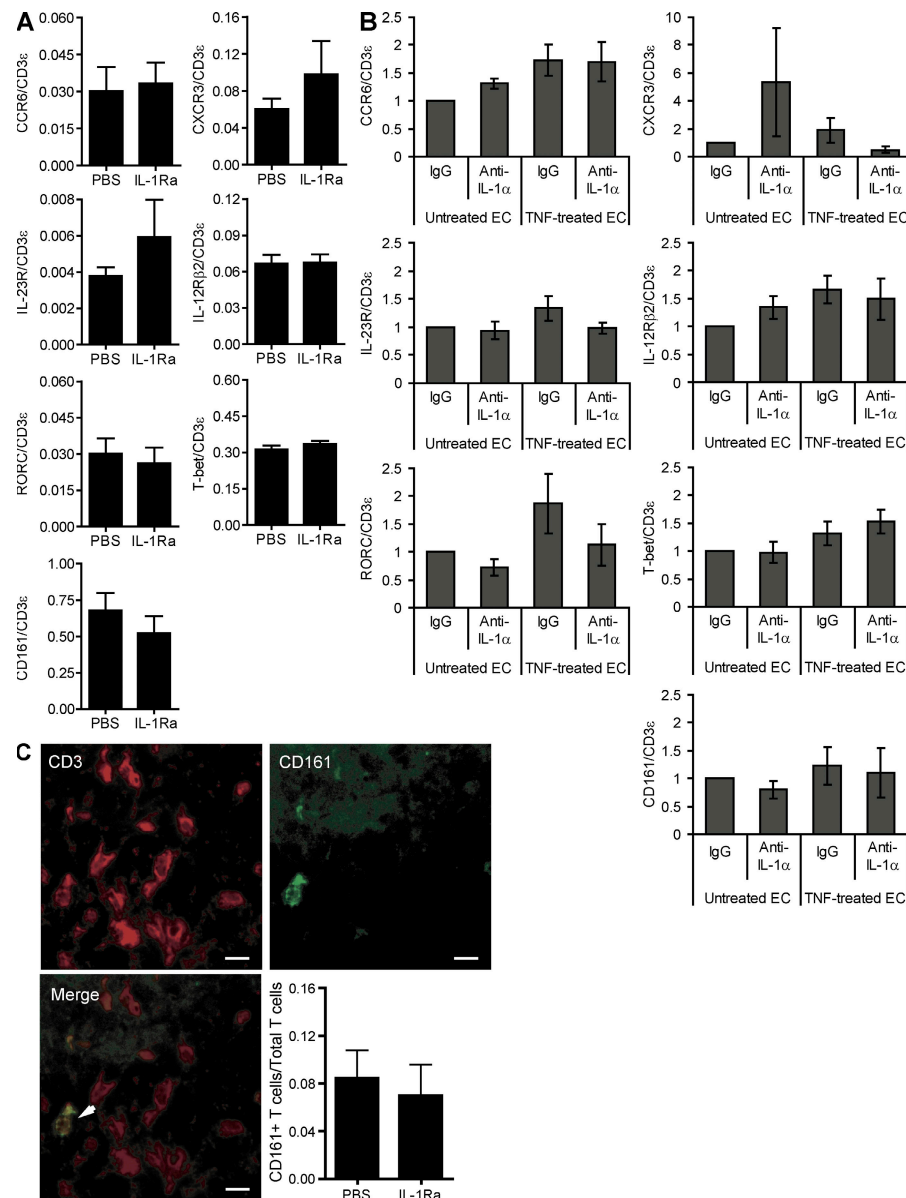 A
CCR6/CD3ε
0.060
0.045
0.030
0.015
0.000
PBS IL-1Ra
CXCR3/CD3ε
0.16
0.12
0.08
0.04
0.00
PBS IL-1Ra
IL-23R/CD3ε
0.008
0.006
0.004
0.002
0.000
PBS IL-1Ra
IL-12Rβ2/CD3ε
0.12
0.09
0.06
0.03
0.00
PBS IL-1Ra
RORC/CD3ε
0.060
0.045
0.030
0.015
0.000
PBS IL-1Ra
T-bet/CD3ε
0.60
0.45
0.30
0.15
0.00
PBS IL-1Ra
CD161/CD3ε
1.00
0.75
0.50
0.25
0.00
PBS IL-1Ra
B
CCR6/CD3ε
2.5
2
1.5
1
0.5
0
IgG Anti- IgG Anti-
IL-1α IL-1α
Untreated EC TNF-treated EC
CXCR3/CD3ε
10
8
6
4
2
0
IgG Anti- IgG Anti-
IL-1α IL-1α
Untreated EC TNF-treated EC
IL-23R/CD3ε
2.5
2
1.5
1
0.5
0
IgG Anti- IgG Anti-
IL-1α IL-1α
Untreated EC TNF-treated EC
IL-12Rβ2/CD3ε
2.5
2
1.5
1
0.5
0
IgG Anti- IgG Anti-
IL-1α IL-1α
Untreated EC TNF-treated EC
RORC/CD3ε
2.5
2
1.5
1
0.5
0
IgG Anti- IgG Anti-
IL-1α IL-1α
Untreated EC TNF-treated EC
T-bet/CD3ε
2.5
2
1.5
1
0.5
0
IgG Anti- IgG Anti-
IL-1α IL-1α
Untreated EC TNF-treated EC
CD161/CD3ε
2.5
2
1.5
1
0.5
0
IgG Anti- IgG Anti-
IL-1α IL-1α
Untreated EC TNF-treated EC
C
CD3
CD161
Merge
CD161+ T cells/Total T cells
0.16
0.12
0.08
0.04
0.00
PBS IL-1Ra